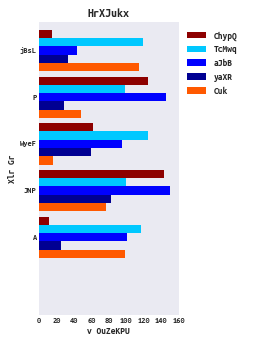 HrXJukx
ChypQ
TcMwq
aJbB
yaXR
Cuk
Xlr Gr
jBsL
P
WyeF
JNP
A
0 20 40 60 80 100 120 140 160
v OuZeKPU